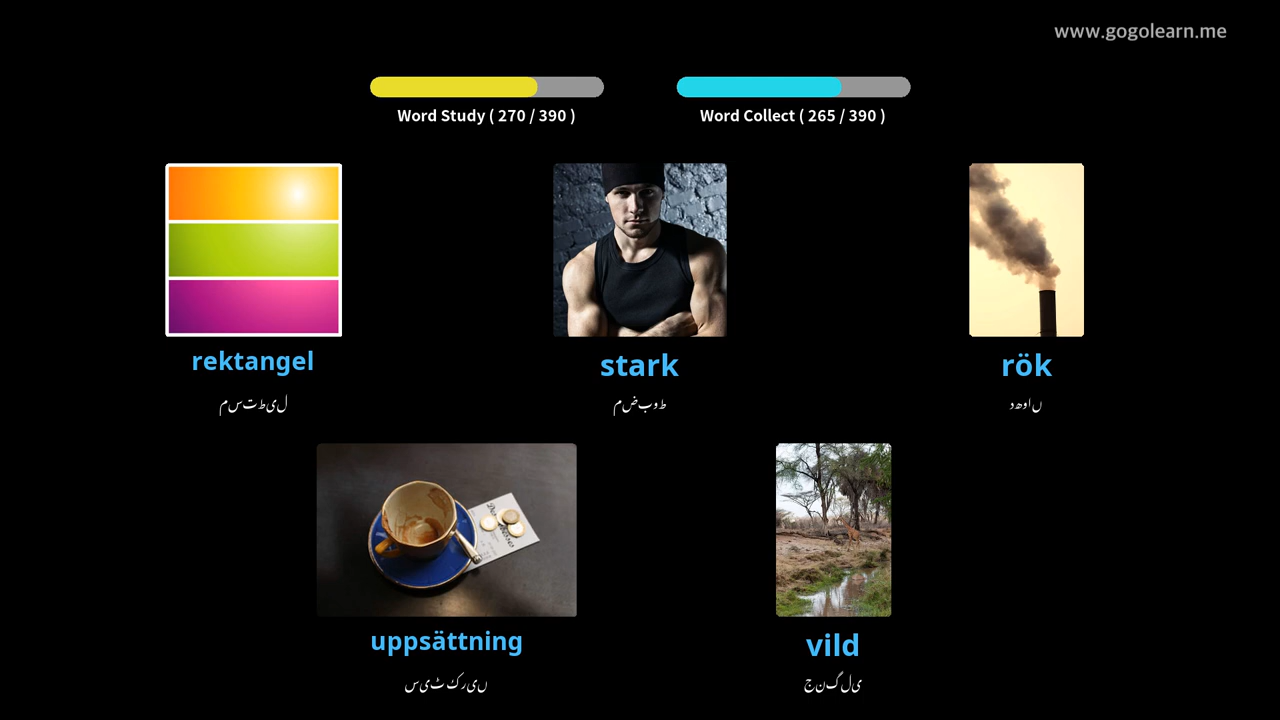 www.gogolearn.me
Word Study ( 270 / 390 )
Word Collect ( 265 / 390 )
rektangel
مستطیل
stark
مضبوط
rök
دھواں
uppsättning
سیٹ کریں
vild
جنگلی